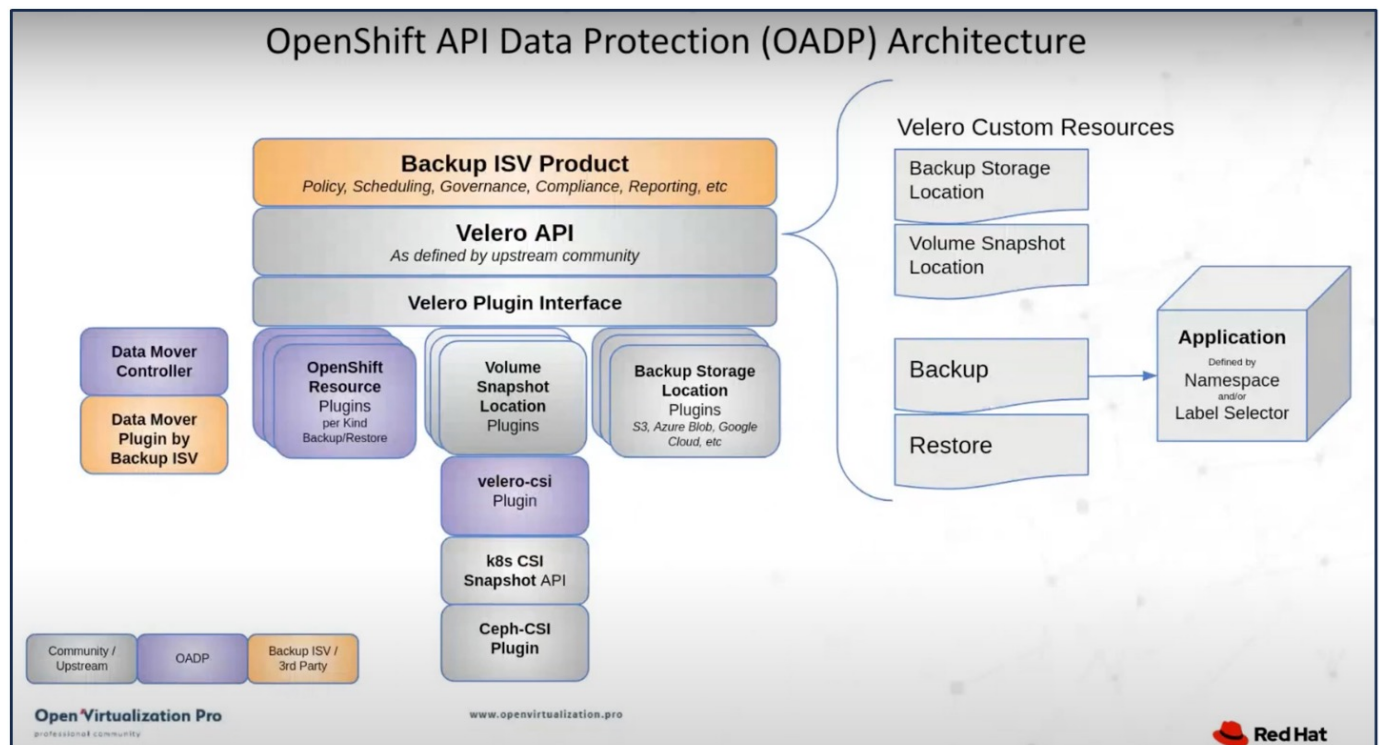 OpenShift API Data Protection (OADP) Architecture
Backup ISV Product
Policy, Scheduling, Governance, Compliance, Reporting, etc
Velero API
As defined by upstream community
Velero Plugin Interface
Data Mover
Controller
Data Mover
Plugin by
Backup ISV
OpenShift
Resource
Plugins
per Kind
Backup/Restore
Volume
Snapshot
Location
Plugins
Backup Storage
Location
Plugins
S3, Azure Blob, Google
Cloud, etc
velero-csi
Plugin
k8s CSI
Snapshot API
Ceph-CSI
Plugin
Velero Custom Resources
Backup Storage
Location
Volume Snapshot
Location
Backup
Restore
Application
Defined by
Namespace
and/or
Label Selector
Community /
Upstream
OADP
Backup ISV /
3rd Party
Open Virtualization Pro
professional community
www.openvirtualization.pro
Red Hat